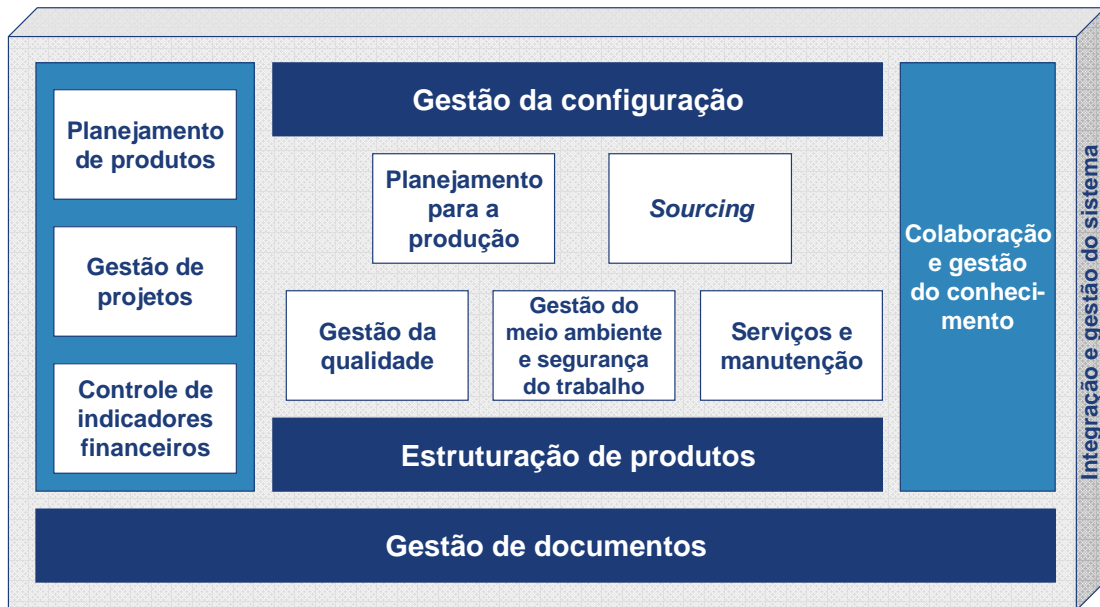 Planejamento
de produtos
Gestão de
projetos
Controle de
indicadores
financeiros
Gestão da configuração
Planejamento
para a
produção
Sourcing
Gestão da
qualidade
Gestão do
meio ambiente
e segurança
do trabalho
Serviços e
manutenção
Estruturação de produtos
Colaboração
e gestão
do conheci-
mento
Gestão de documentos
Integração e gestão do sistema